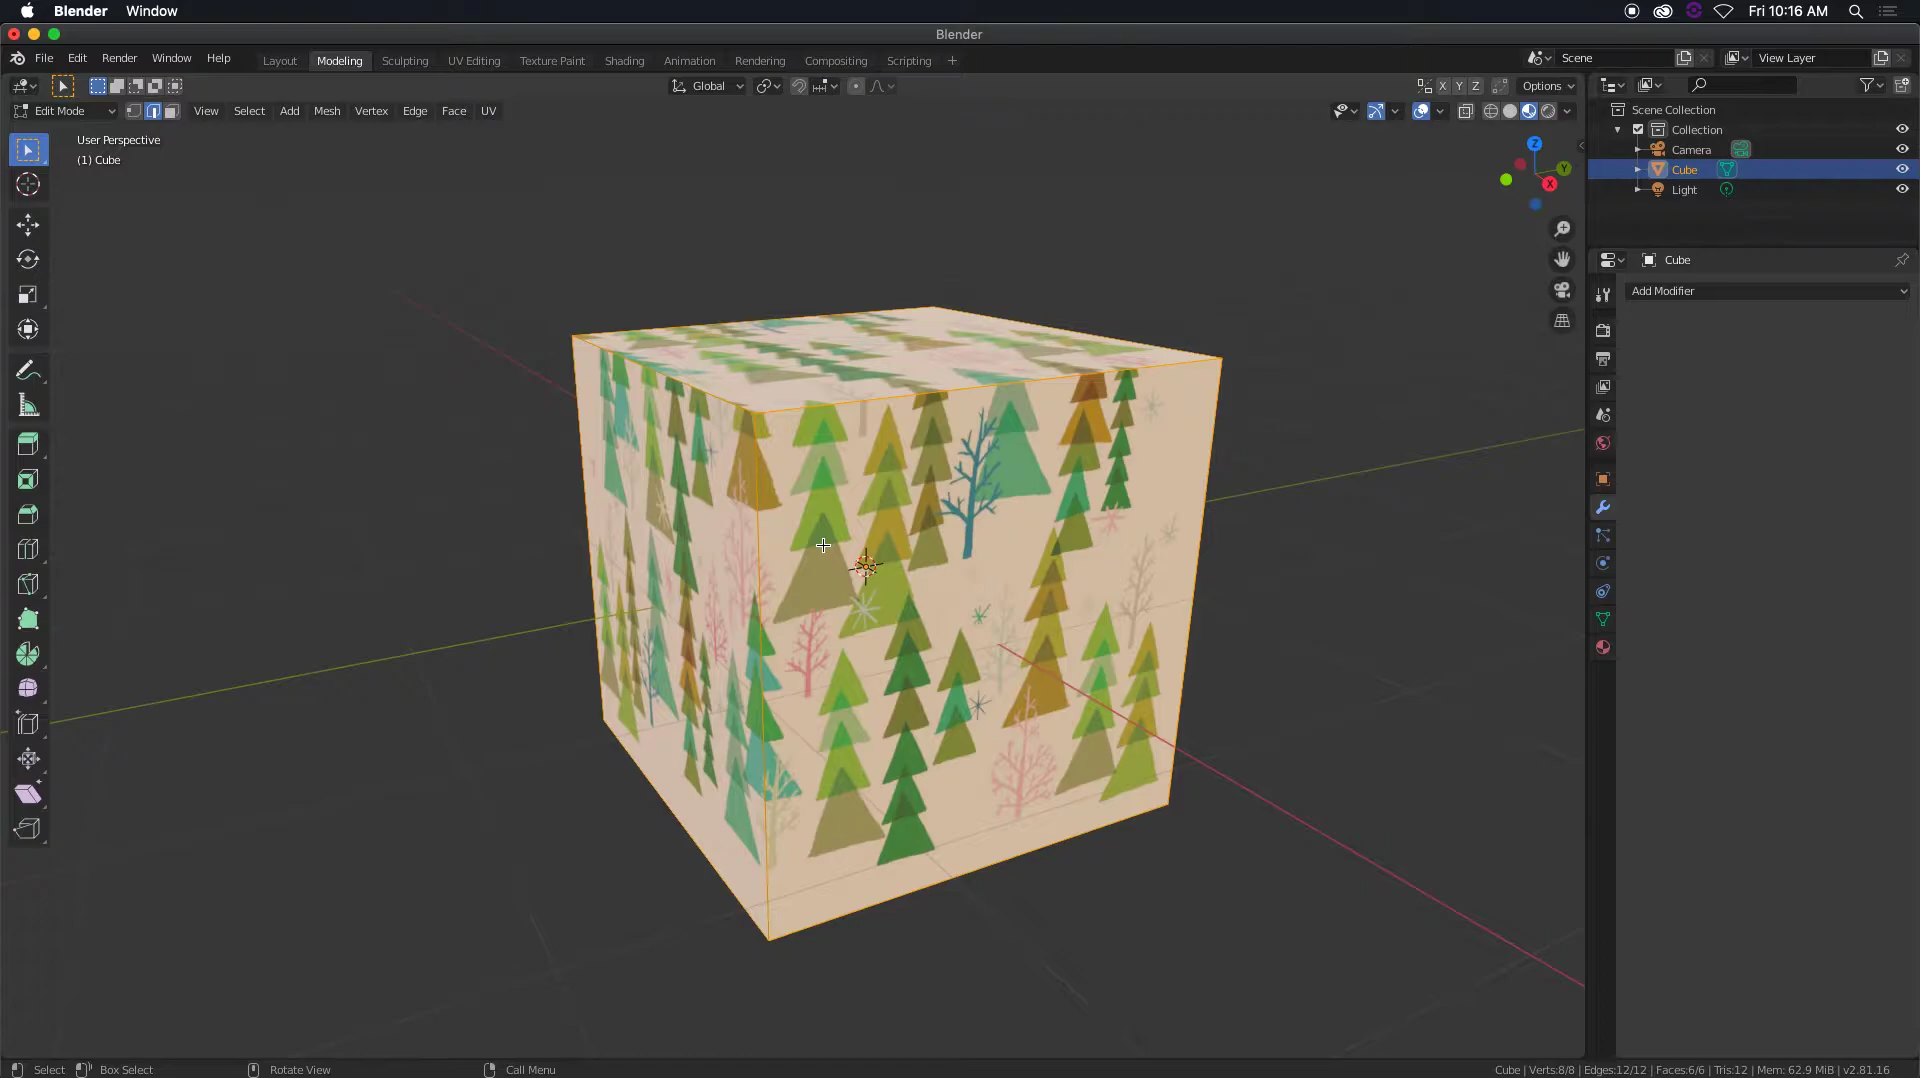 Blender Window Fri 10:16 AM
Blender
File Edit Render Window Help Layout Modeling Sculpting UV Editing Texture Paint Shading Animation Rendering Compositing Scripting + Scene View Layer
Global X Y Z Options
Edit Mode View Select Add Mesh Vertex Edge Face UV
User Perspective
(1) Cube
Z
Y
X
Scene Collection
Collection
Camera
Cube
Light
Cube
Add Modifier
Select Box Select Rotate View Call Menu Cube | Verts:8/8 | Edges:12/12 | Faces:6/6 | Tris:12 | Mem: 62.9 MiB | v2.81.16